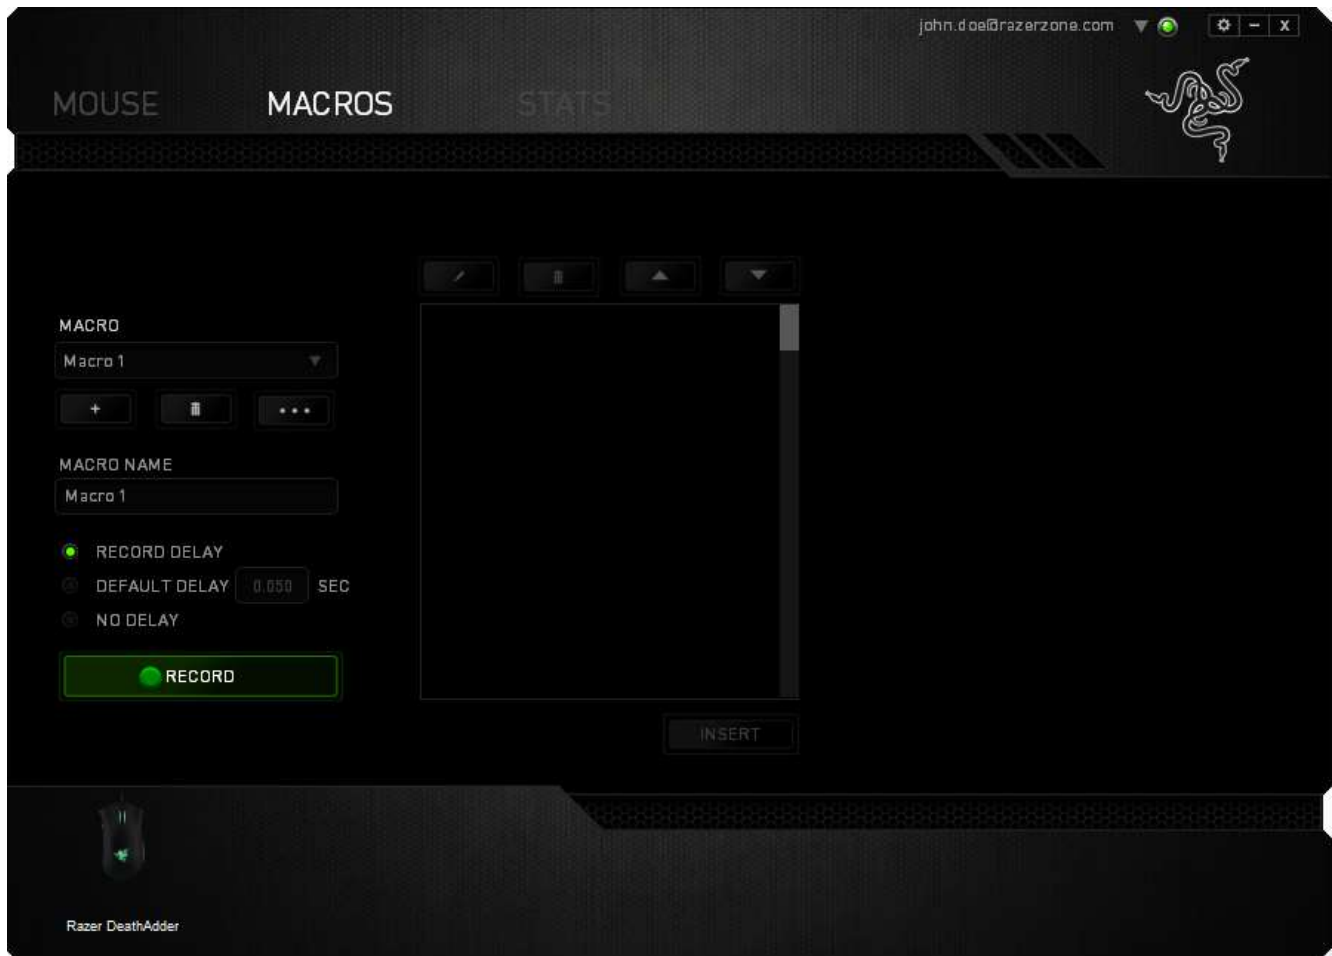 john.doe@razerzone.com
MOUSE MACROS STATS
MACRO
Macro 1
MACRO NAME
Macro 1
RECORD DELAY
DEFAULT DELAY 0.050 SEC
NO DELAY
RECORD
INSERT
Razer DeathAdder